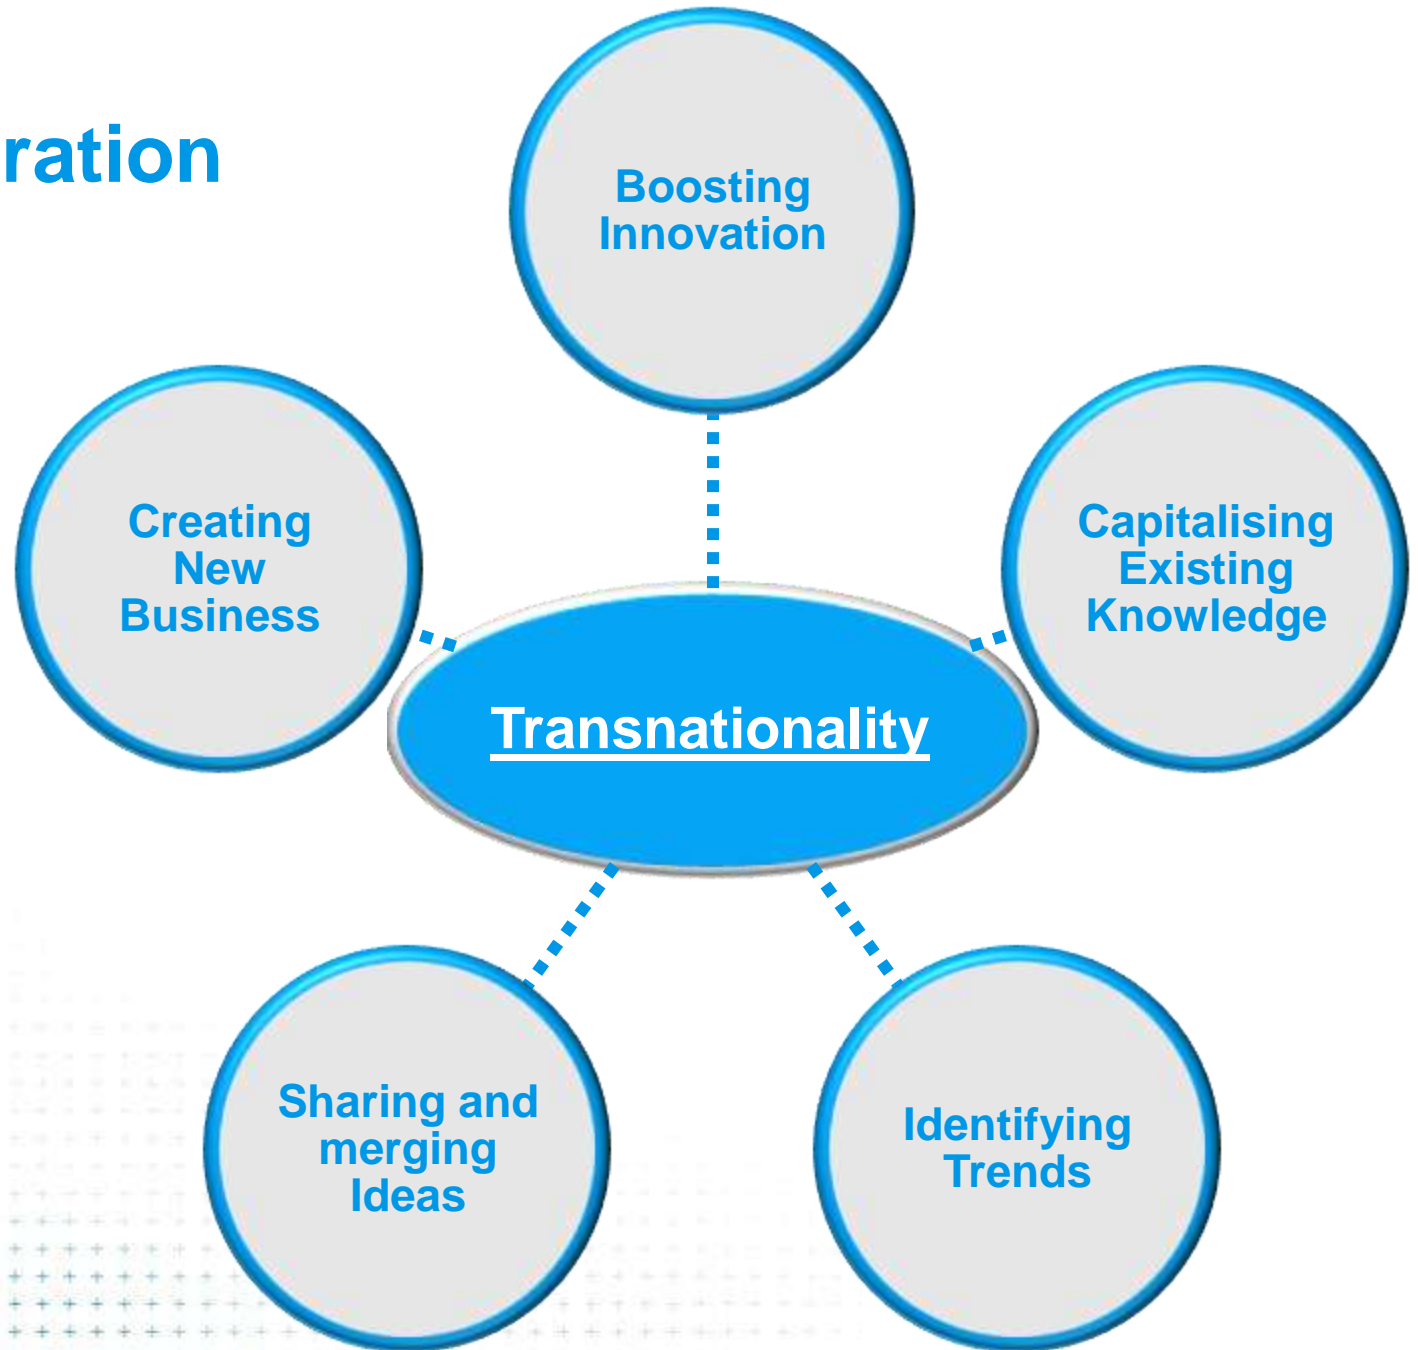 ration
Boosting
Innovation
Creating
New
Business
Capitalising
Existing
Knowledge
Transnationality
Sharing and
merging
Ideas
Identifying
Trends